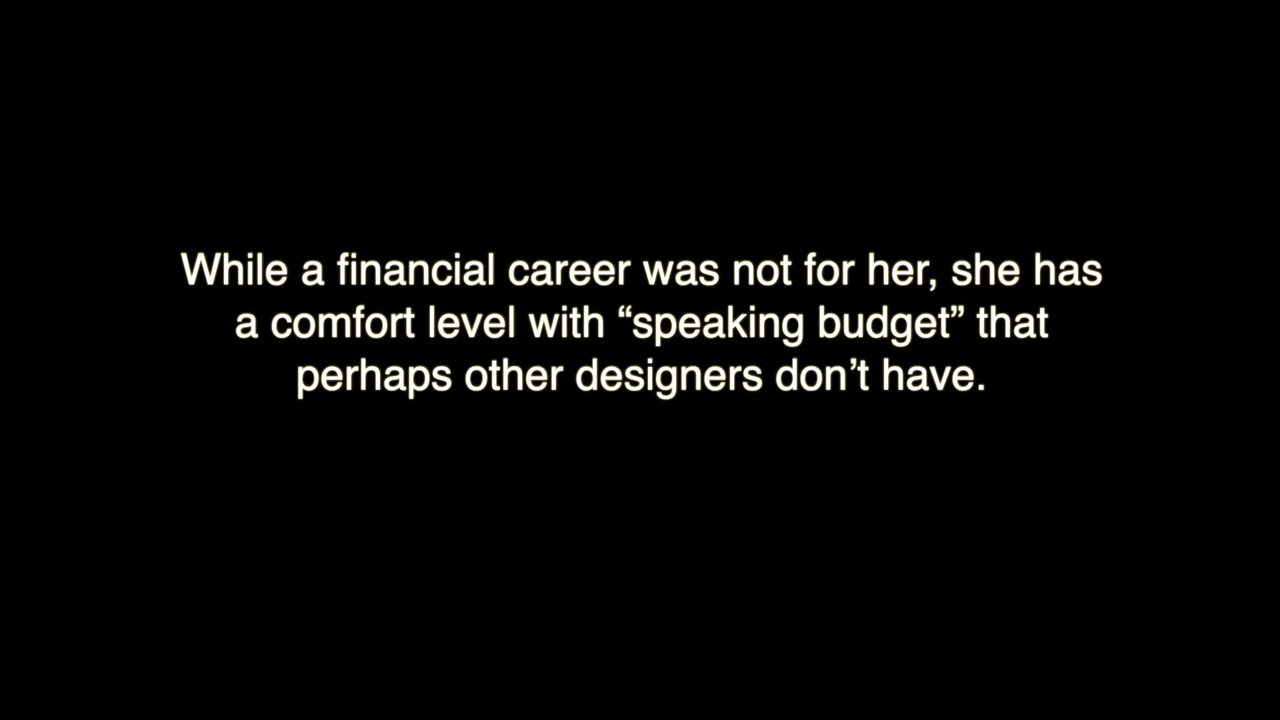 While a financial career was not for her, she has
a comfort level with “speaking budget” that
perhaps other designers don’t have.